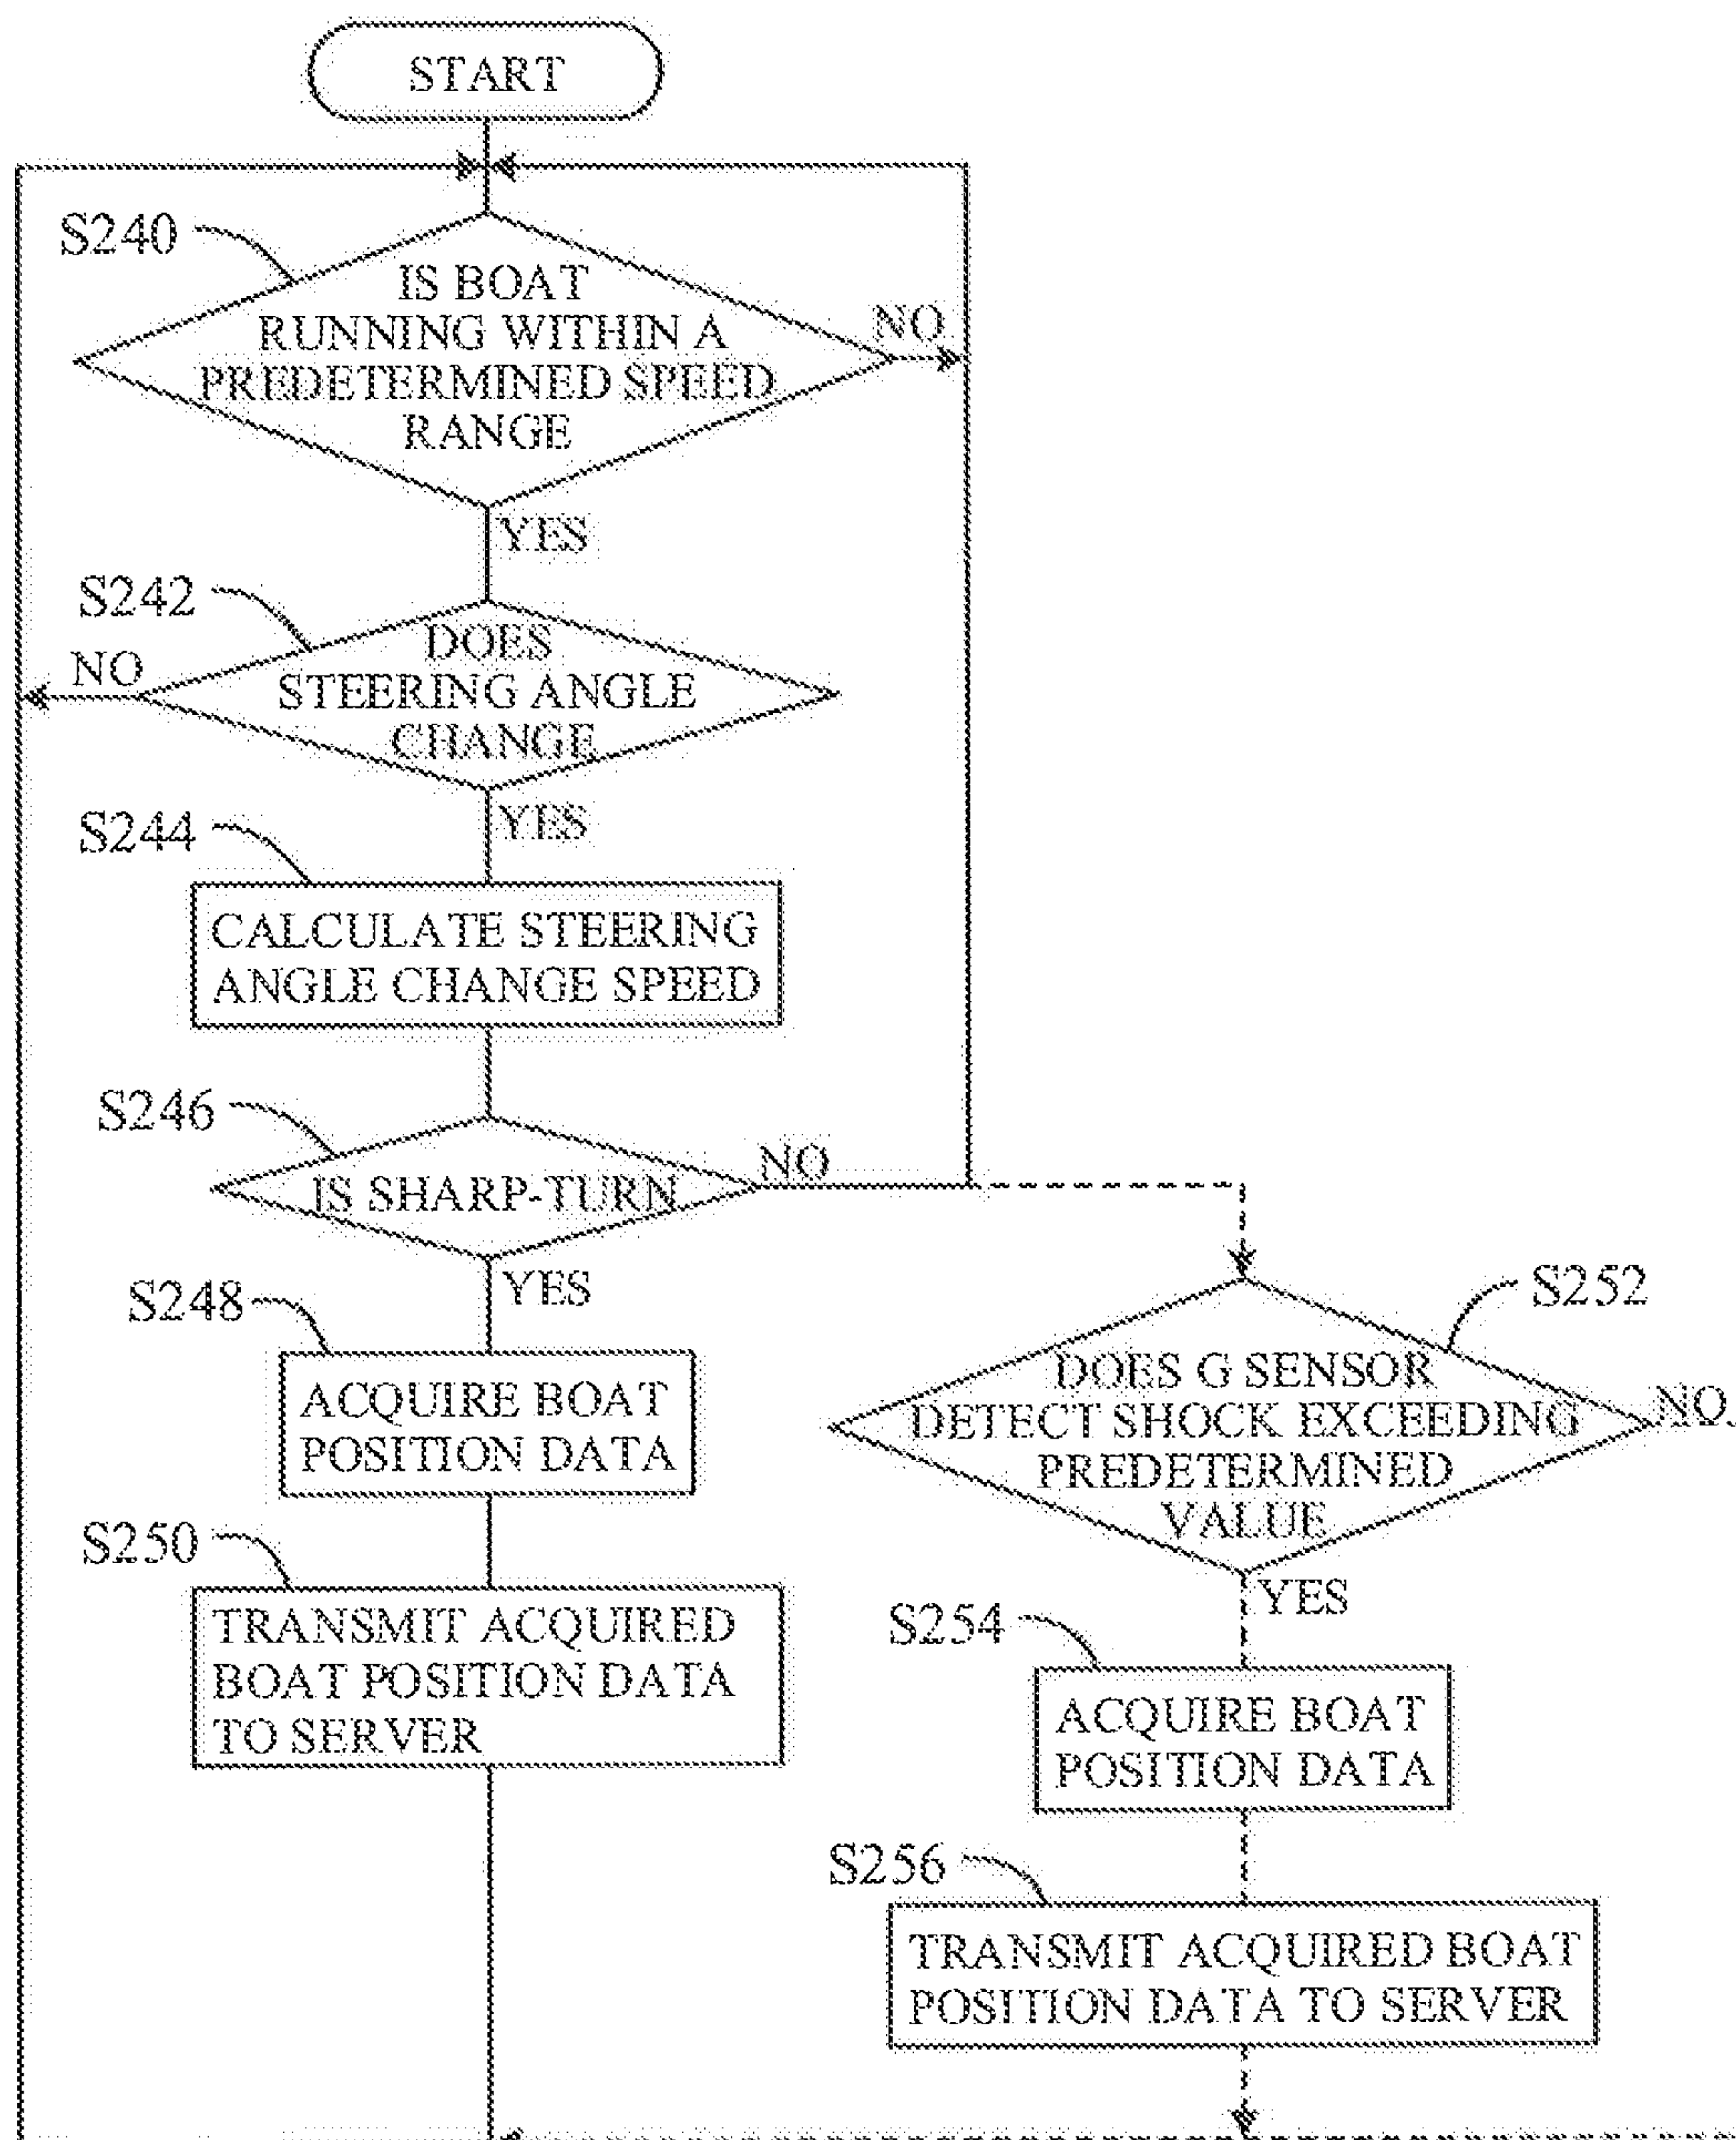 START
S240
IS BOAT
RUNNING WITHIN A
PREDETERMINED SPEED
RANGE
NO
YES
S242
DOES
STEERING ANGLE
CHANGE
NO
YES
S244
CALCULATE STEERING
ANGLE CHANGE SPEED
S246
IS SHARP-TURN
NO
YES
S248
ACQUIRE BOAT
POSITION DATA
S250
TRANSMIT ACQUIRED
BOAT POSITION DATA
TO SERVER
S252
DOES G SENSOR
DETECT SHOCK EXCEEDING
PREDETERMINED
VALUE
NO
YES
S254
ACQUIRE BOAT
POSITION DATA
S256
TRANSMIT ACQUIRED BOAT
POSITION DATA TO SERVER